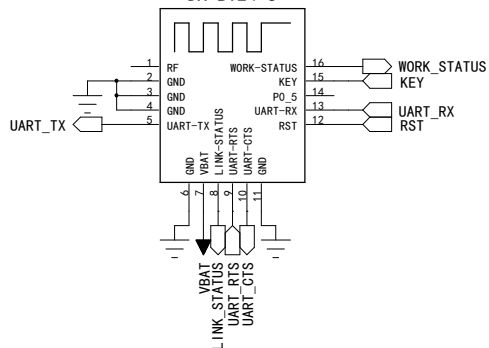 1 RF
2 GND
3 GND
4 GND
UART_TX 5 UART-TX
WORK-STATUS 16 WORK_STATUS
KEY 15 KEY
P0_5 14
UART-RX 13 UART_RX
RST 12 RST
GND 6
VBAT 7 VBAT
LINK-STATUS 8 LINK_STATUS
UART-RTS 9 UART_RTS
UART-CTS 10 UART_CTS
GND 11